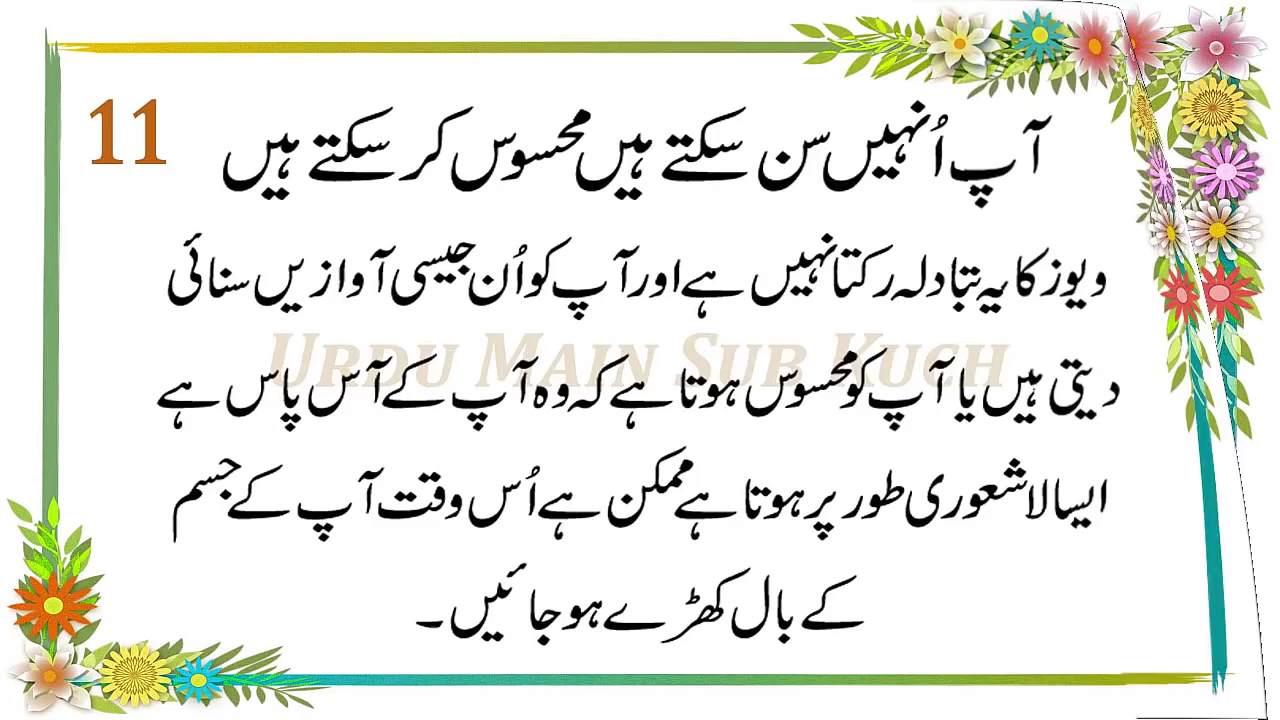 11
آپ اُنہیں سن سکتے ہیں محسوس کر سکتے ہیں
ویوز کا یہ تبادلہ رکتا نہیں ہے اور آپ کو اُن جیسی آوازیں سنائی
URDU MAIN SUB KUCH
دیتی ہیں یا آپ کو محسوس ہوتا ہے کہ وہ آپ کے آس پاس ہے
ایسا لاشعوری طور پر ہوتا ہے ممکن ہے اُس وقت آپ کے جسم
کے بال کھڑے ہو جائیں۔